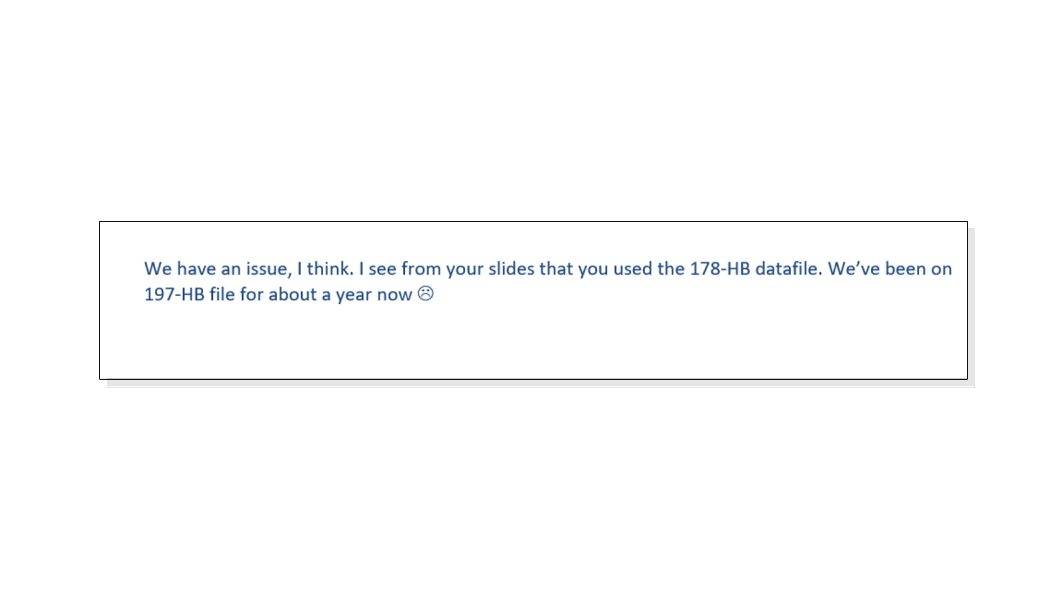 We have an issue, I think. I see from your slides that you used the 178-HB datafile. We’ve been on
197-HB file for about a year now ☹